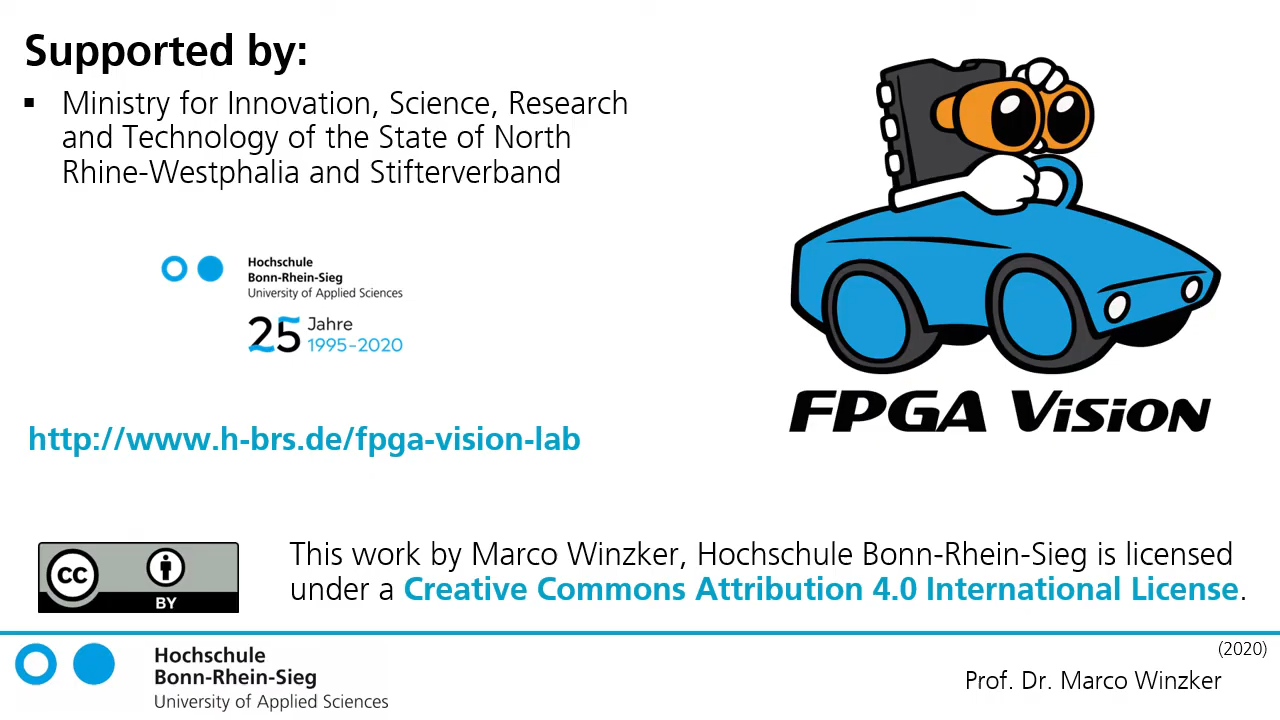 Supported by:
▪ Ministry for Innovation, Science, Research
and Technology of the State of North
Rhine-Westphalia and Stifterverband
Hochschule
Bonn-Rhein-Sieg
University of Applied Sciences
25 Jahre
1995-2020
http://www.h-brs.de/fpga-vision-lab
FPGA Vision
cc
BY
This work by Marco Winzker, Hochschule Bonn-Rhein-Sieg is licensed
under a Creative Commons Attribution 4.0 International License.
Hochschule
Bonn-Rhein-Sieg
University of Applied Sciences
(2020)
Prof. Dr. Marco Winzker